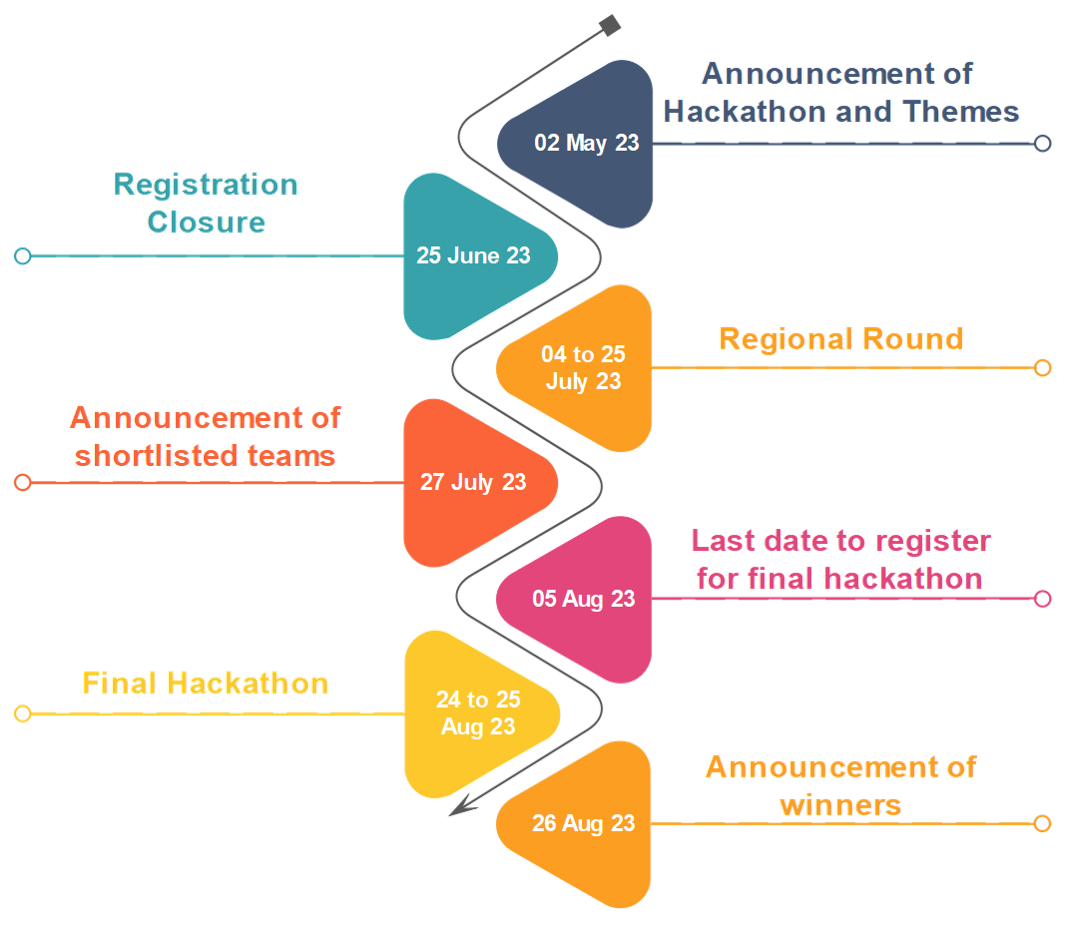 Announcement of
Hackathon and Themes
02 May 23
Registration
Closure
25 June 23
Regional Round
04 to 25
July 23
Announcement of
shortlisted teams
27 July 23
Last date to register
for final hackathon
05 Aug 23
Final Hackathon
24 to 25
Aug 23
Announcement of
winners
26 Aug 23